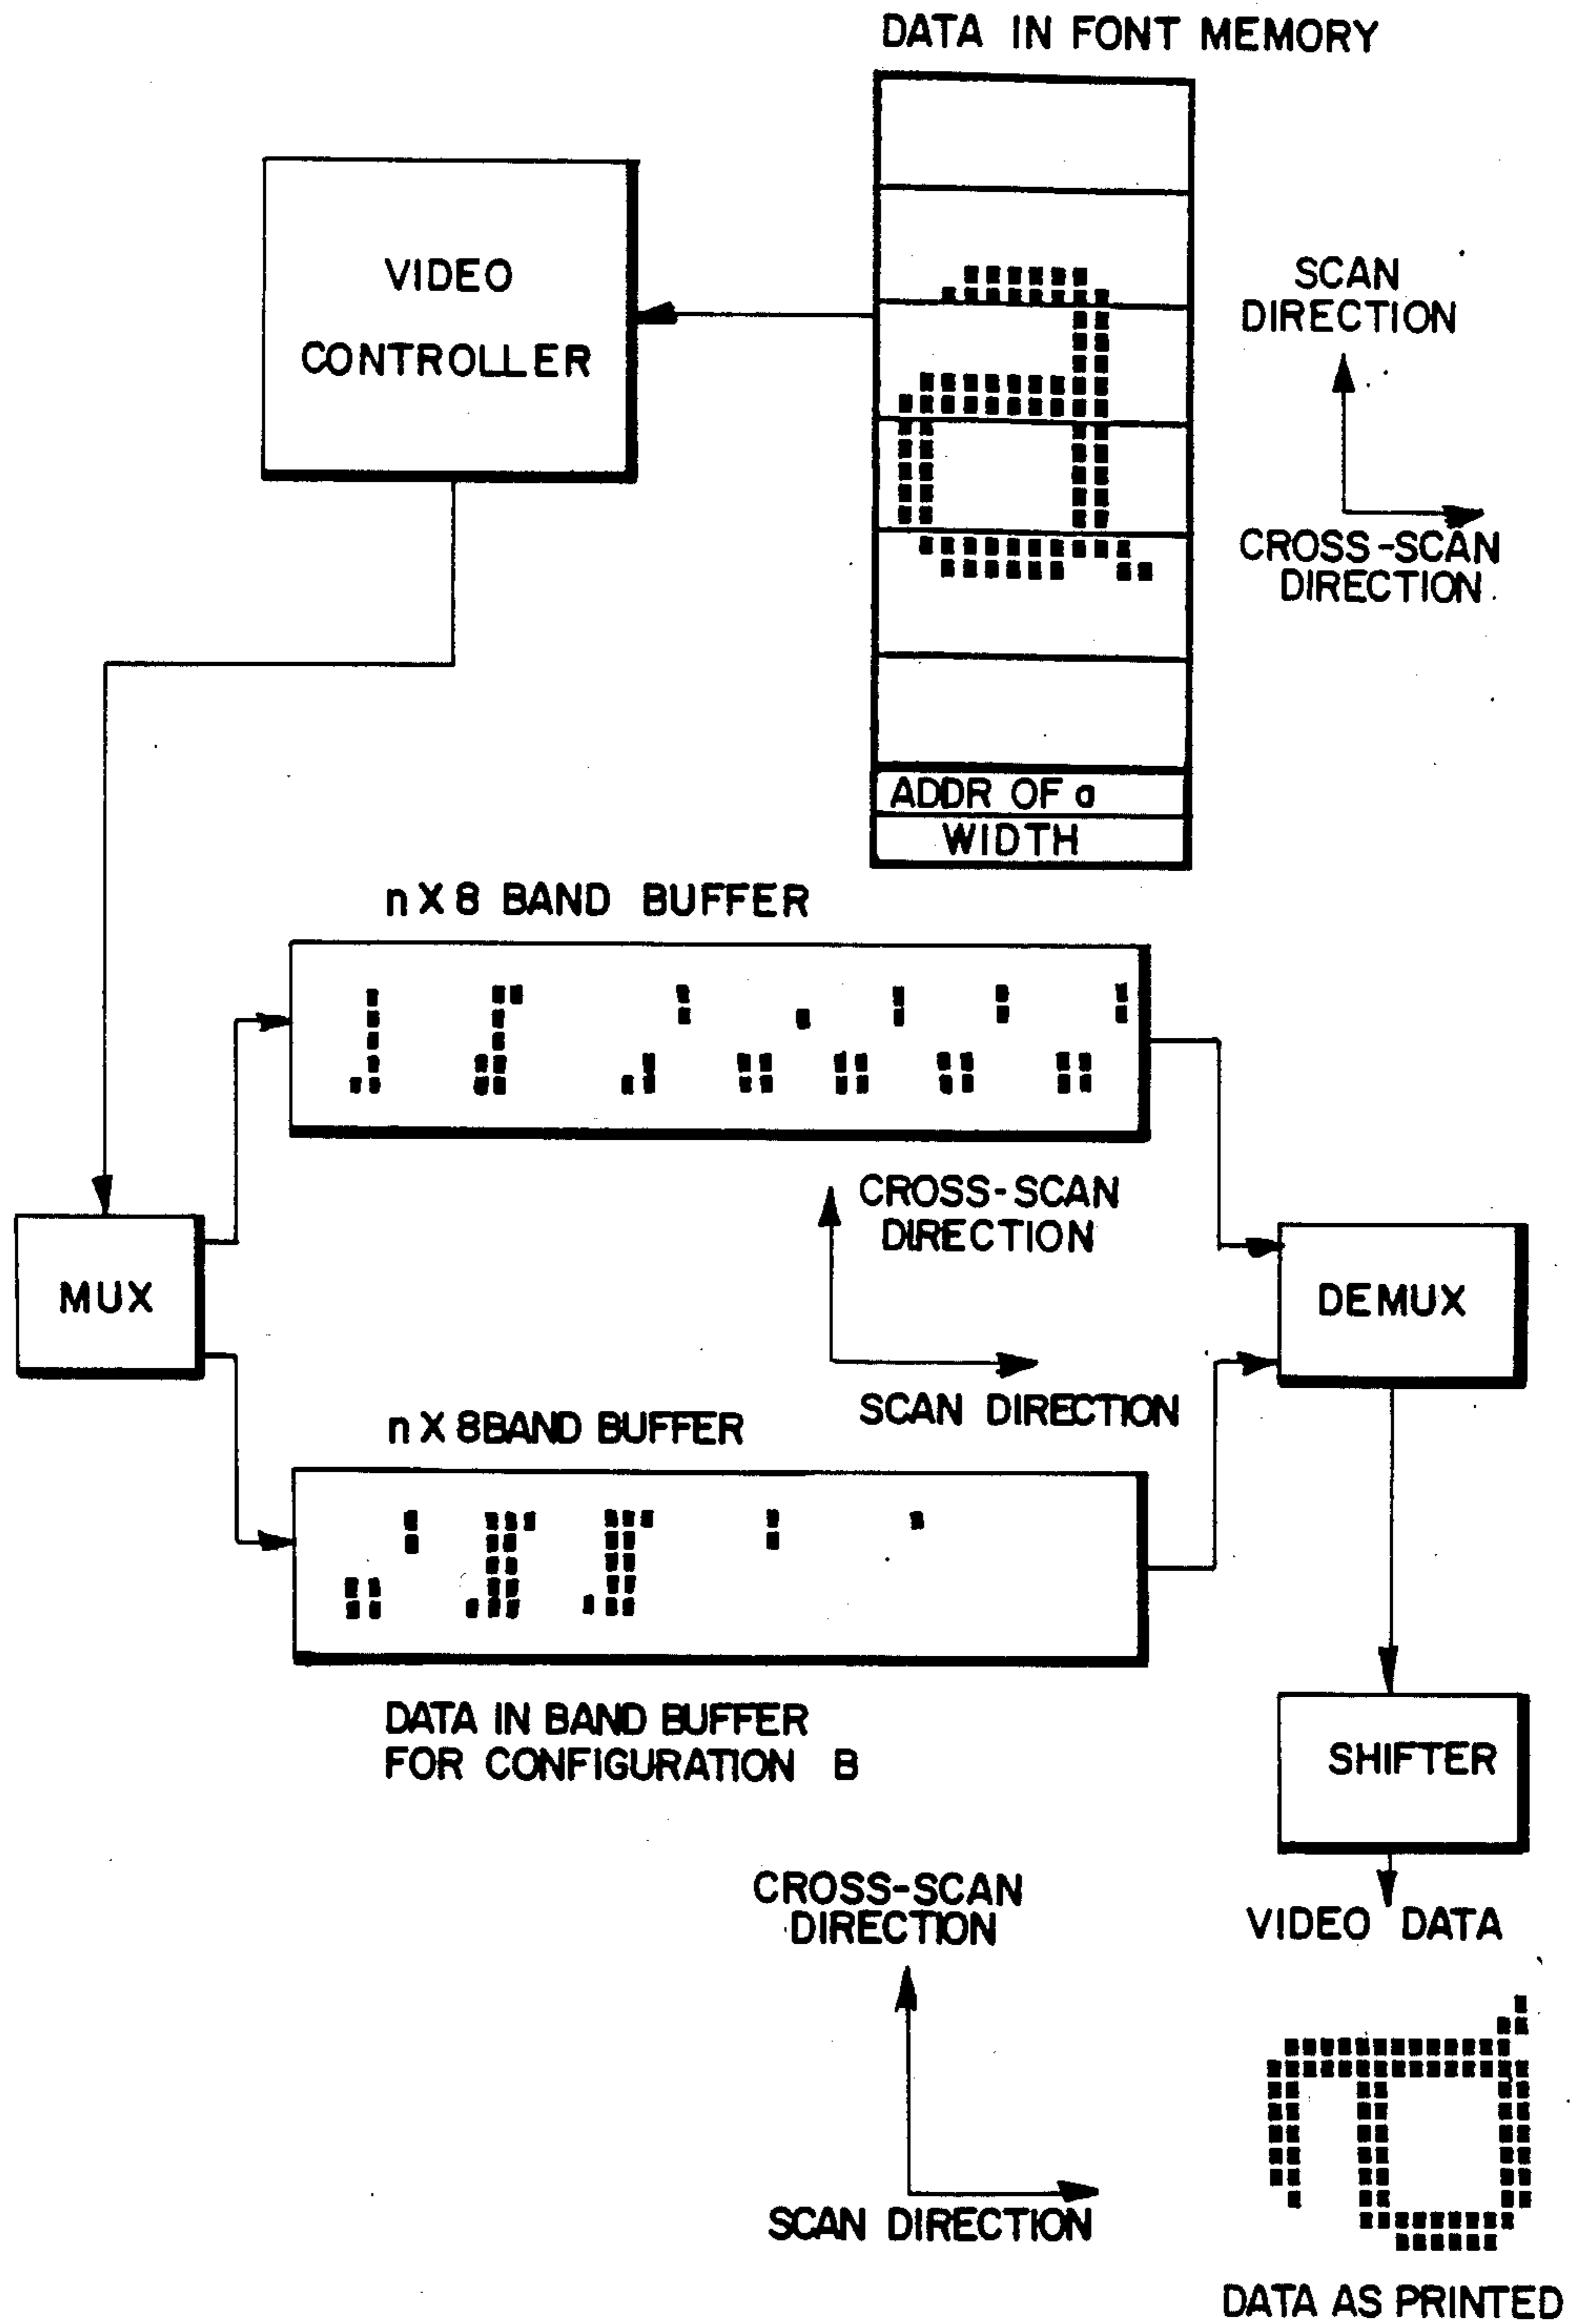 DATA IN FONT MEMORY
VIDEO
CONTROLLER
SCAN
DIRECTION
CROSS-SCAN
DIRECTION
ADDR OF a
WIDTH
n X 8 BAND BUFFER
CROSS-SCAN
DIRECTION
SCAN DIRECTION
MUX
DEMUX
n X 8 BAND BUFFER
DATA IN BAND BUFFER
FOR CONFIGURATION B
SHIFTER
CROSS-SCAN
DIRECTION
SCAN DIRECTION
VIDEO DATA
DATA AS PRINTED